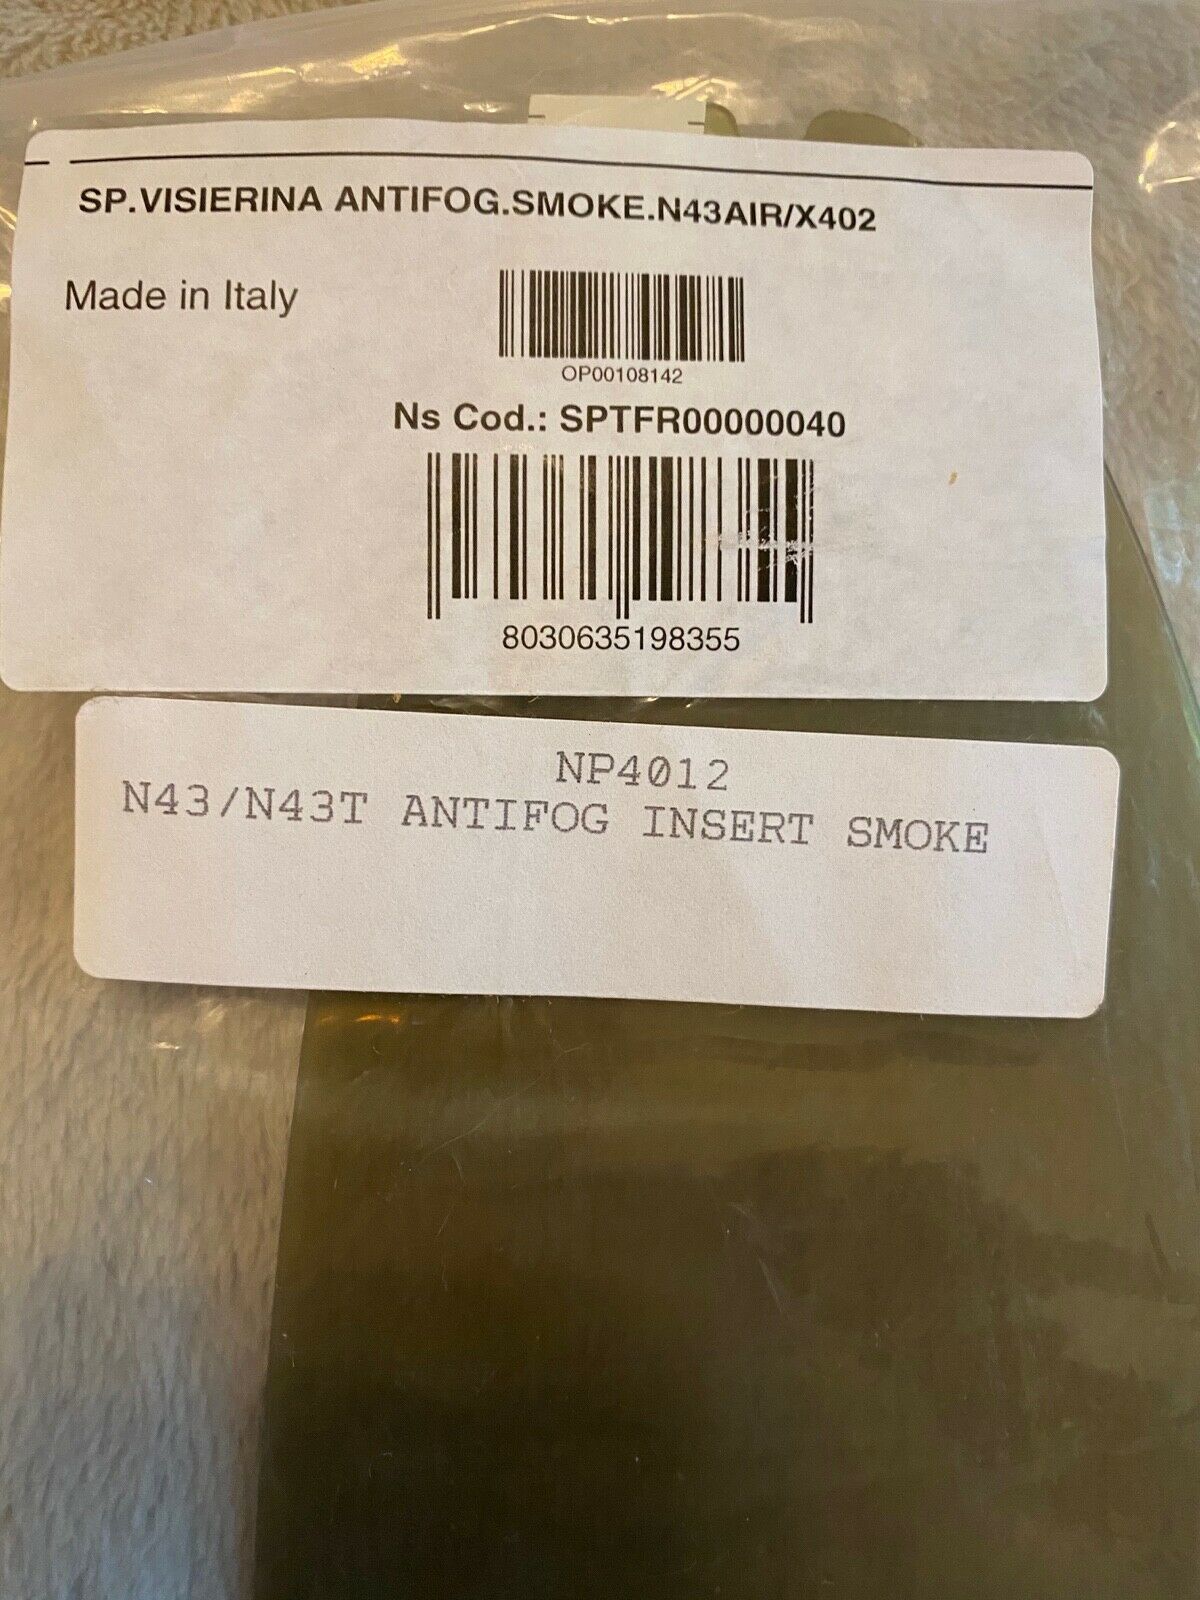 SP.VISIERINA ANTIFOG.SMOKE.N43AIR/X402
Made in Italy
OP00108142
Ns Cod.: SPTFR00000040
8030635198355
NP4012
N43/N43T ANTIFOG INSERT SMOKE